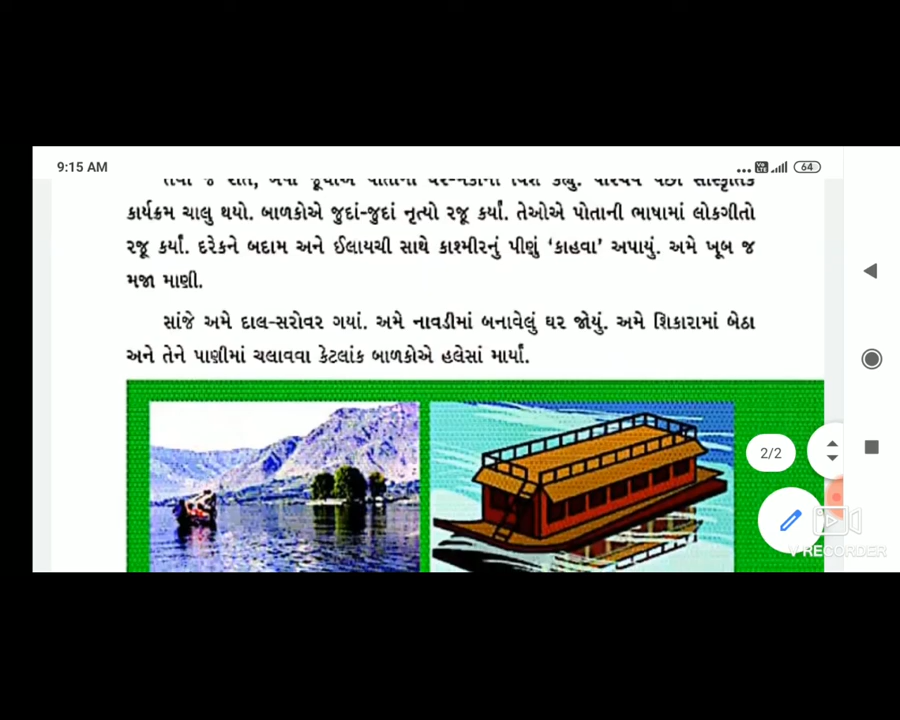 9:15 AM
64
કાર્યક્રમ ચાલુ થયો. બાળકોએ જુદાં-જુદાં નૃત્યો રજૂ કર્યાં. તેઓએ પોતાની ભાષામાં લોકગીતો
રજૂ કર્યાં. દરેકને બદામ અને ઈલાયચી સાથે કાશ્મીરનું પીણું ‘કાહવા’ અપાયું. અમે ખૂબ જ
મજા માણી.
સાંજે અમે દાલ-સરોવર ગયાં. અમે નાવડીમાં બનાવેલું ઘર જોયું. અમે શિકારામાં બેઠા
અને તેને પાણીમાં ચલાવવા કેટલાંક બાળકોએ હલેસાં માર્યાં.
2/2
V RECORDER